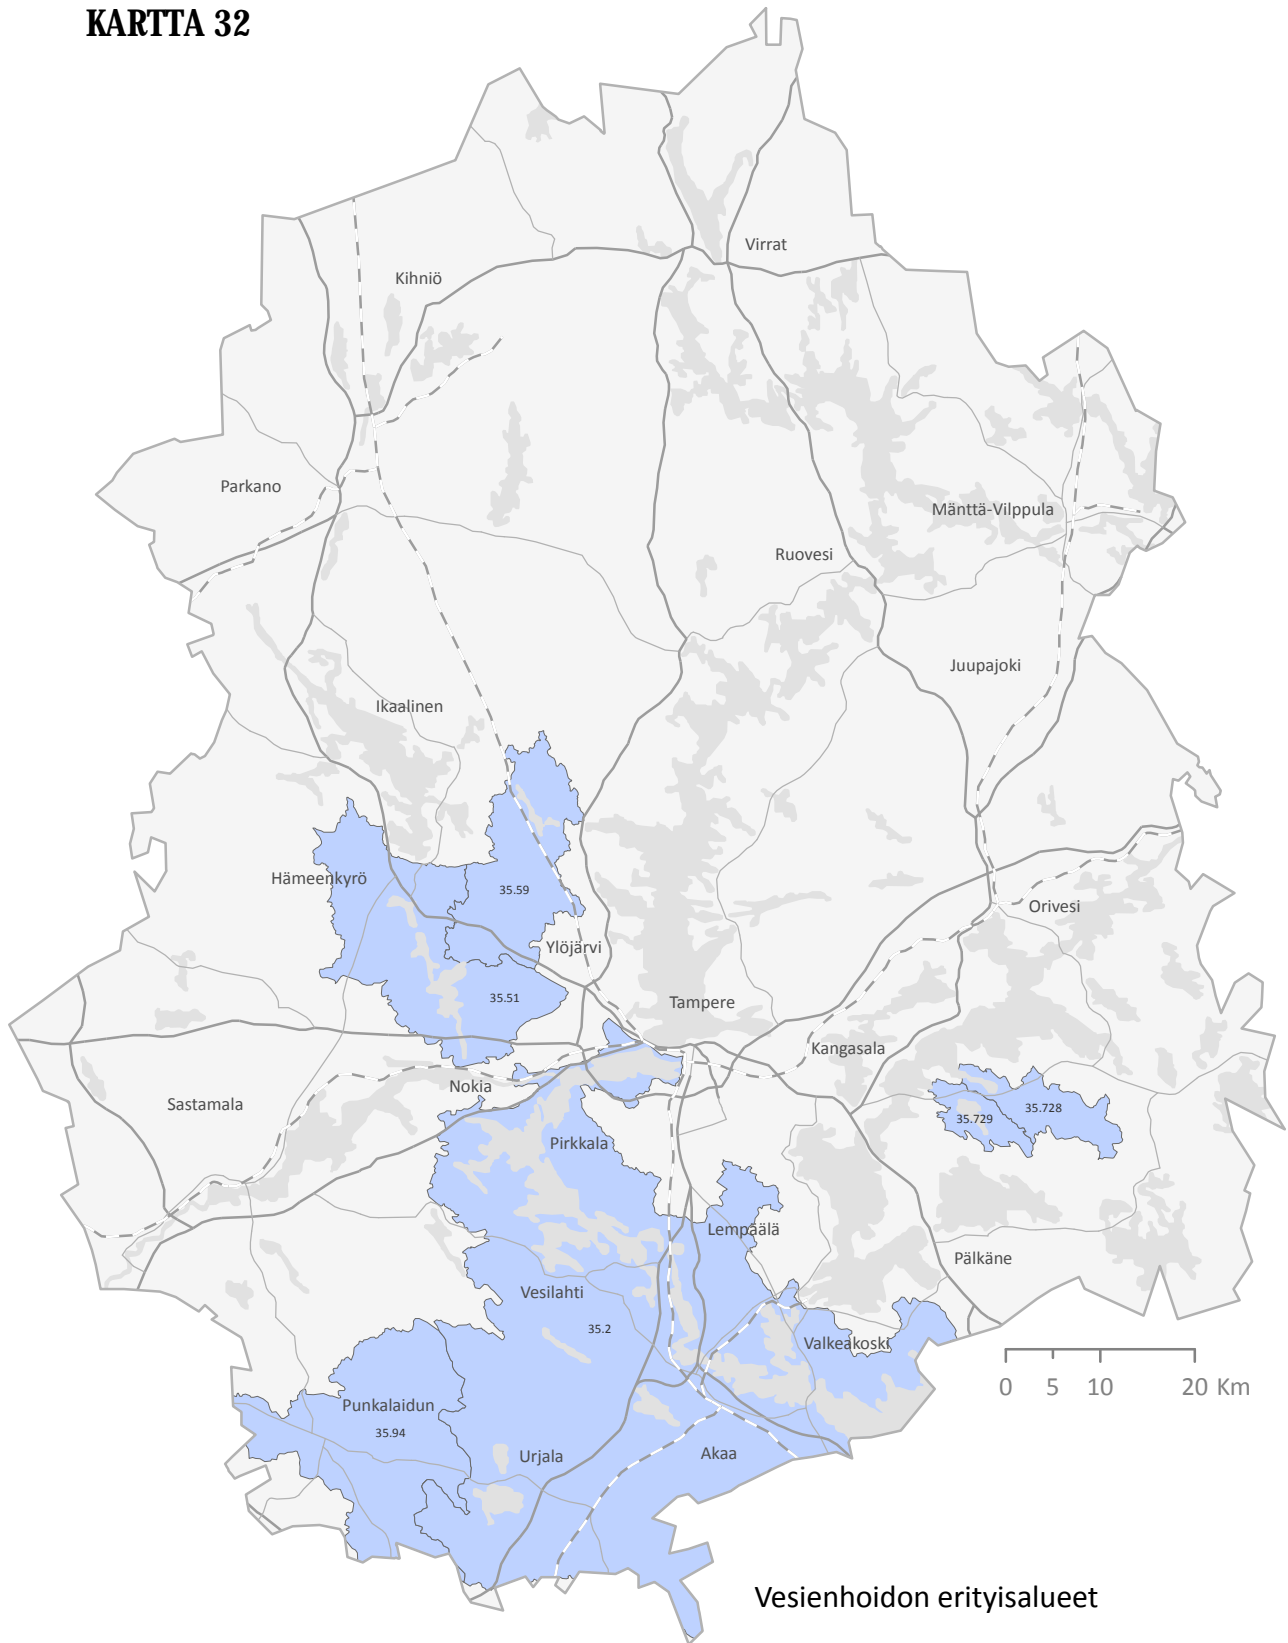 KARTTA 32
Virrat
Kihniö
Parkano
Mänttä-Vilppula
Ruovesi
Juupajoki
Ikaalinen
Hämeenkyrö
35.59
Orivesi
Ylöjärvi
35.51
Tampere
Kangasala
Nokia
Sastamala
35.728
35.729
Pirkkala
Lempäälä
Pälkäne
Vesilahti
35.2
Valkeakoski
0 5 10 20 Km
Punkalaidun
35.94
Urjala
Akaa
Vesienhoidon erityisalueet